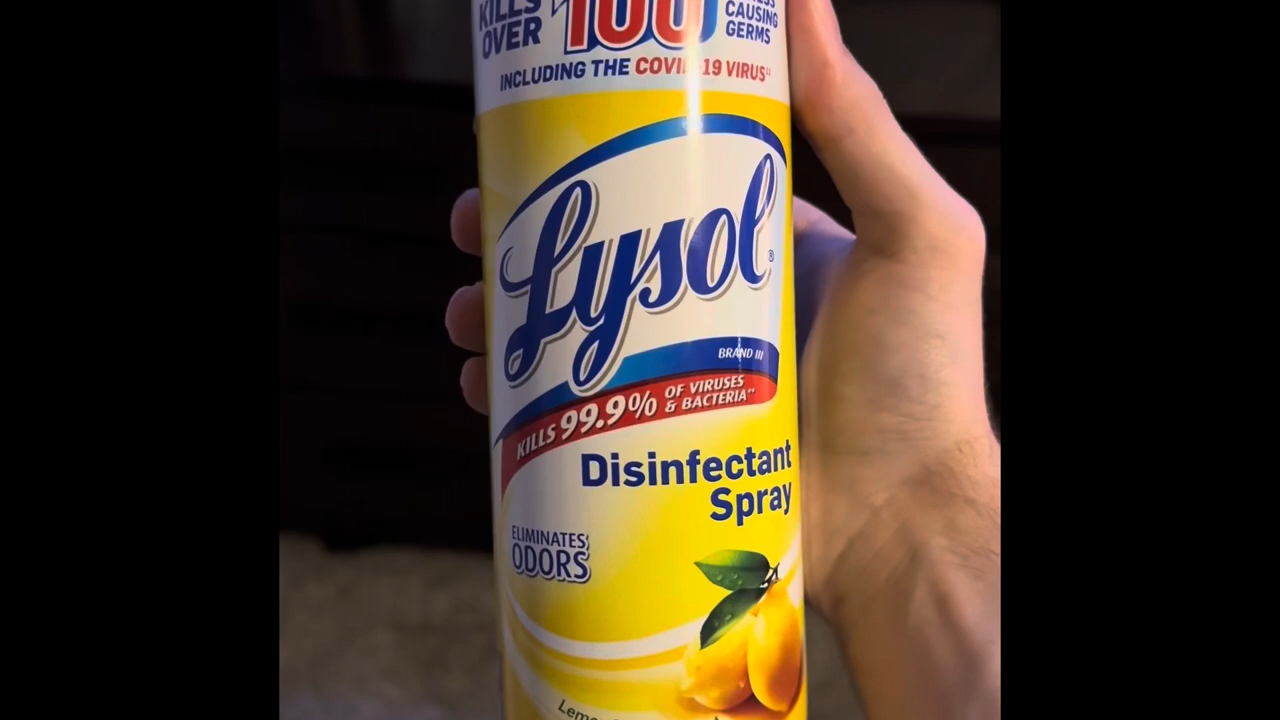 KILLS
OVER
100
CAUSING
GERMS
INCLUDING THE COVID-19 VIRUS
Lysol®
BRAND III
KILLS 99.9% OF VIRUSES
& BACTERIA**
Disinfectant
Spray
ELIMINATES
ODORS